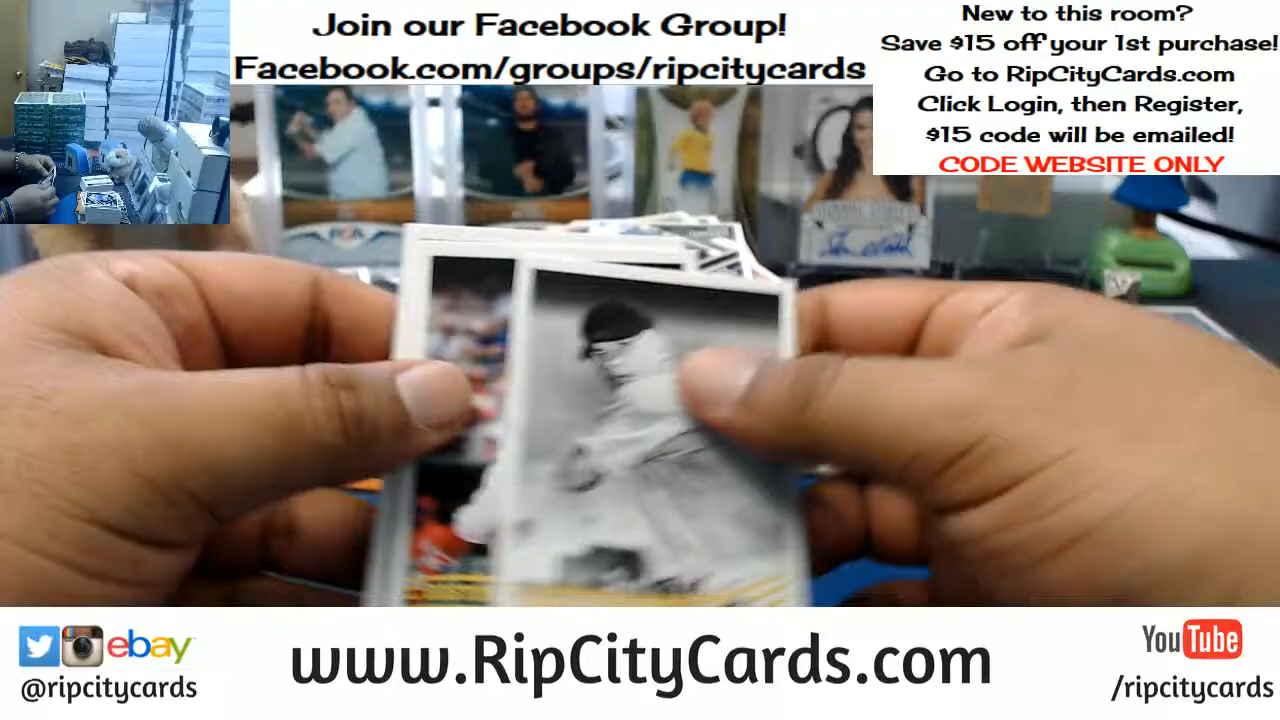 Join our Facebook Group!
Facebook.com/groups/ripcitycards
New to this room?
Save $15 off your 1st purchase!
Go to RipCityCards.com
Click Login, then Register,
$15 code will be emailed!
CODE WEBSITE ONLY
ebay
@ripcitycards
www.RipCityCards.com
YouTube
/ripcitycards